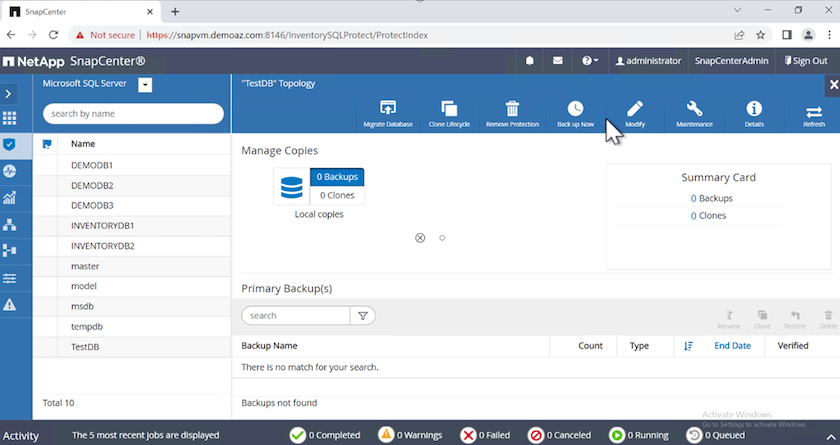 SnapCenter
Not secure | https://snapvm.demoaz.com:8146/InventorySQLProtect/ProtectIndex
NetApp SnapCenter®
administrator SnapCenterAdmin Sign Out
Microsoft SQL Server
"TestDB" Topology
search by name
Migrate Database Clone Lifecycle Remove Protection Back up Now Modify Maintenance Details Refresh
Name
DEMODB1
DEMODB2
DEMODB3
INVENTORYDB1
INVENTORYDB2
master
model
msdb
tempdb
TestDB
Total 10
Manage Copies
0 Backups
0 Clones
Local copies
Summary Card
0 Backups
0 Clones
Primary Backup(s)
search
Rename Clone Restore Delete
Backup Name Count Type End Date Verified
There is no match for your search.
Backups not found
Activate Windows
Go to Settings to activate Windows.
Activity The 5 most recent jobs are displayed 0 Completed 0 Warnings 0 Failed 0 Canceled 0 Running 0 Queued